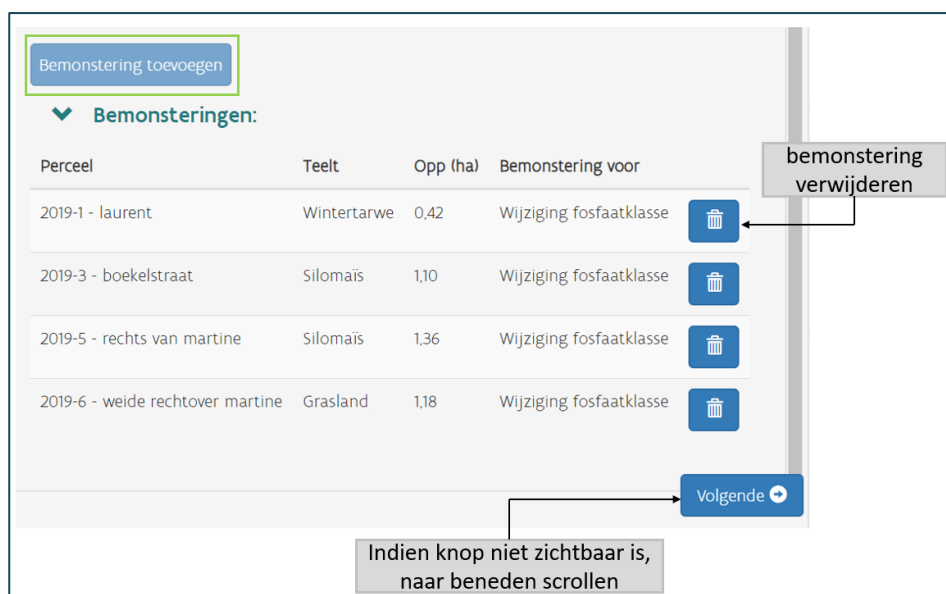 Bemonstering toevoegen
Bemonsteringen:
Perceel Teelt Opp (ha) Bemonstering voor
bemonstering
verwijderen
2019-1 - laurent Wintertarwe 0,42 Wijziging fosfaatklasse
2019-3 - boekelstraat Silomaïs 1,10 Wijziging fosfaatklasse
2019-5 - rechts van martine Silomaïs 1,36 Wijziging fosfaatklasse
2019-6 - weide rechtover martine Grasland 1,18 Wijziging fosfaatklasse
Volgende
Indien knop niet zichtbaar is,
naar beneden scrollen